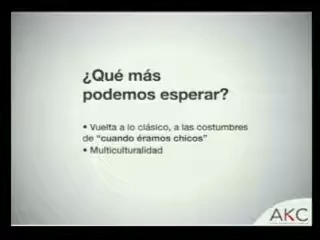 ¿Qué más
podemos esperar?
• Vuelta a lo clásico, a las costumbres
de “cuando éramos chicos”
• Multiculturalidad
AKC